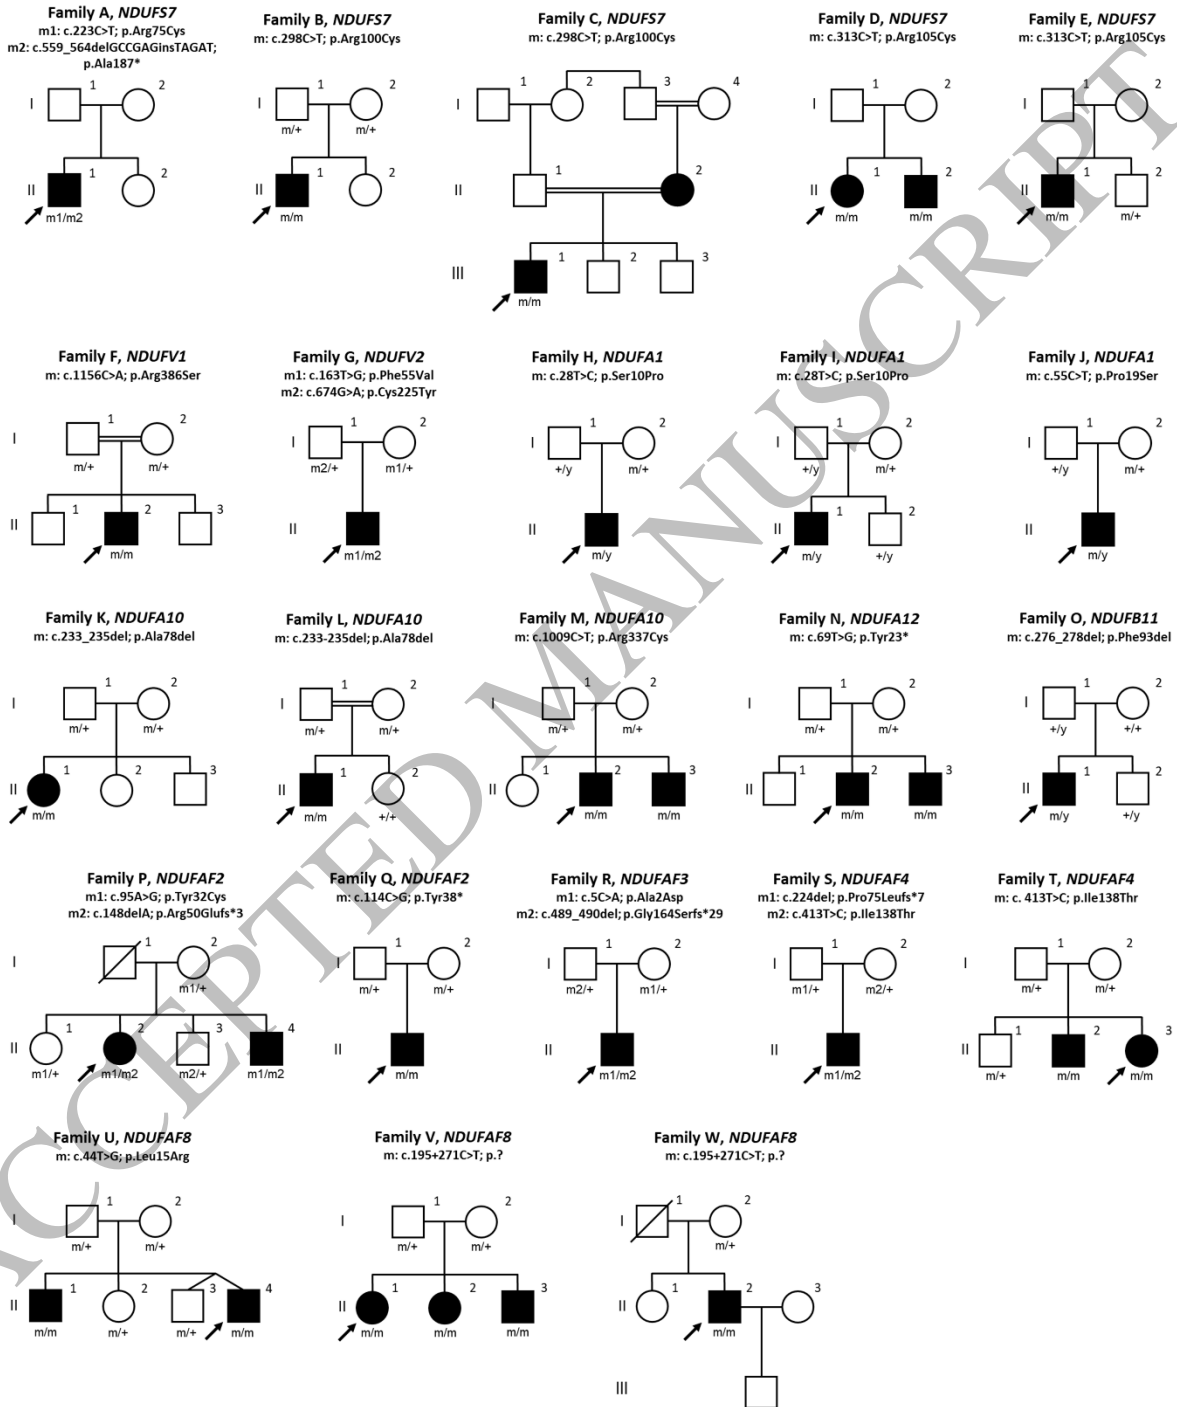 Family A, NDUFS7
m1: c.223C>T; p.Arg75Cys
m2: c.559_564delGCCGAGinsTAGAT;
p.Ala187*
I
1
2
II
1
2
m1/m2
Family B, NDUFS7
m: c.298C>T; p.Arg100Cys
1
2
m/+
m/+
1
2
m/m
Family C, NDUFS7
m: c.298C>T; p.Arg100Cys
I
1
2
3
4
II
1
2
III
1
2
3
m/m
Family D, NDUFS7
m: c.313C>T; p.Arg105Cys
I
1
2
II
1
2
m/m
m/m
Family E, NDUFS7
m: c.313C>T; p.Arg105Cys
I
1
2
II
1
2
m/m
m/+
Family F, NDUFV1
m: c.1156C>A; p.Arg386Ser
I
1
2
m/+
m/+
II
1
2
3
m/m
Family G, NDUFV2
m1: c.163T>G; p.Phe55Val
m2: c.674G>A; p.Cys225Tyr
I
1
2
m2/+
m1/+
II
m1/m2
Family H, NDUFA1
m: c.28T>C; p.Ser10Pro
I
1
2
+/y
m/+
II
m/y
Family I, NDUFA1
m: c.28T>C; p.Ser10Pro
I
1
2
+/y
m/+
II
1
2
m/y
+/y
Family J, NDUFA1
m: c.55C>T; p.Pro19Ser
I
1
2
+/y
m/+
II
m/y
Family K, NDUFA10
m: c.233_235del; p.Ala78del
I
1
2
m/+
m/+
II
1
2
3
m/m
Family L, NDUFA10
m: c.233-235del; p.Ala78del
I
1
2
m/+
m/+
II
1
2
m/m
+/+
Family M, NDUFA10
m: c.1009C>T; p.Arg337Cys
I
1
2
m/+
m/+
II
1
2
3
m/m
m/m
Family N, NDUFA12
m: c.69T>G; p.Tyr23*
I
1
2
m/+
m/+
II
1
2
3
m/m
m/m
Family O, NDUFB11
m: c.276_278del; p.Phe93del
I
1
2
+/y
+/+
II
1
2
m/y
+/y
Family P, NDUFAF2
m1: c.95A>G; p.Tyr32Cys
m2: c.148delA; p.Arg50Glufs*3
I
1
2
m1/+
II
1
2
3
4
m1/+
m1/m2
m2/+
m1/m2
Family Q, NDUFAF2
m: c.114C>G; p.Tyr38*
I
1
2
m/+
m/+
II
m/m
Family R, NDUFAF3
m1: c.5C>A; p.Ala2Asp
m2: c.489_490del; p.Gly164Serfs*29
I
1
2
m2/+
m1/+
II
m1/m2
Family S, NDUFAF4
m1: c.224del; p.Pro75Leufs*7
m2: c.413T>C; p.Ile138Thr
I
1
2
m1/+
m2/+
II
m1/m2
Family T, NDUFAF4
m: c. 413T>C; p.Ile138Thr
I
1
2
m/+
m/+
II
1
2
3
m/+
m/m
m/m
Family U, NDUFAF8
m: c.44T>G; p.Leu15Arg
I
1
2
m/+
m/+
II
1
2
3
4
m/m
m/+
m/+
m/m
Family V, NDUFAF8
m: c.195+271C>T; p.?
I
1
2
m/+
m/+
II
1
2
3
m/m
m/m
m/m
Family W, NDUFAF8
m: c.195+271C>T; p.?
I
1
2
m/+
II
1
2
3
m/m
III
ACCEPTED MANUSCRIPT